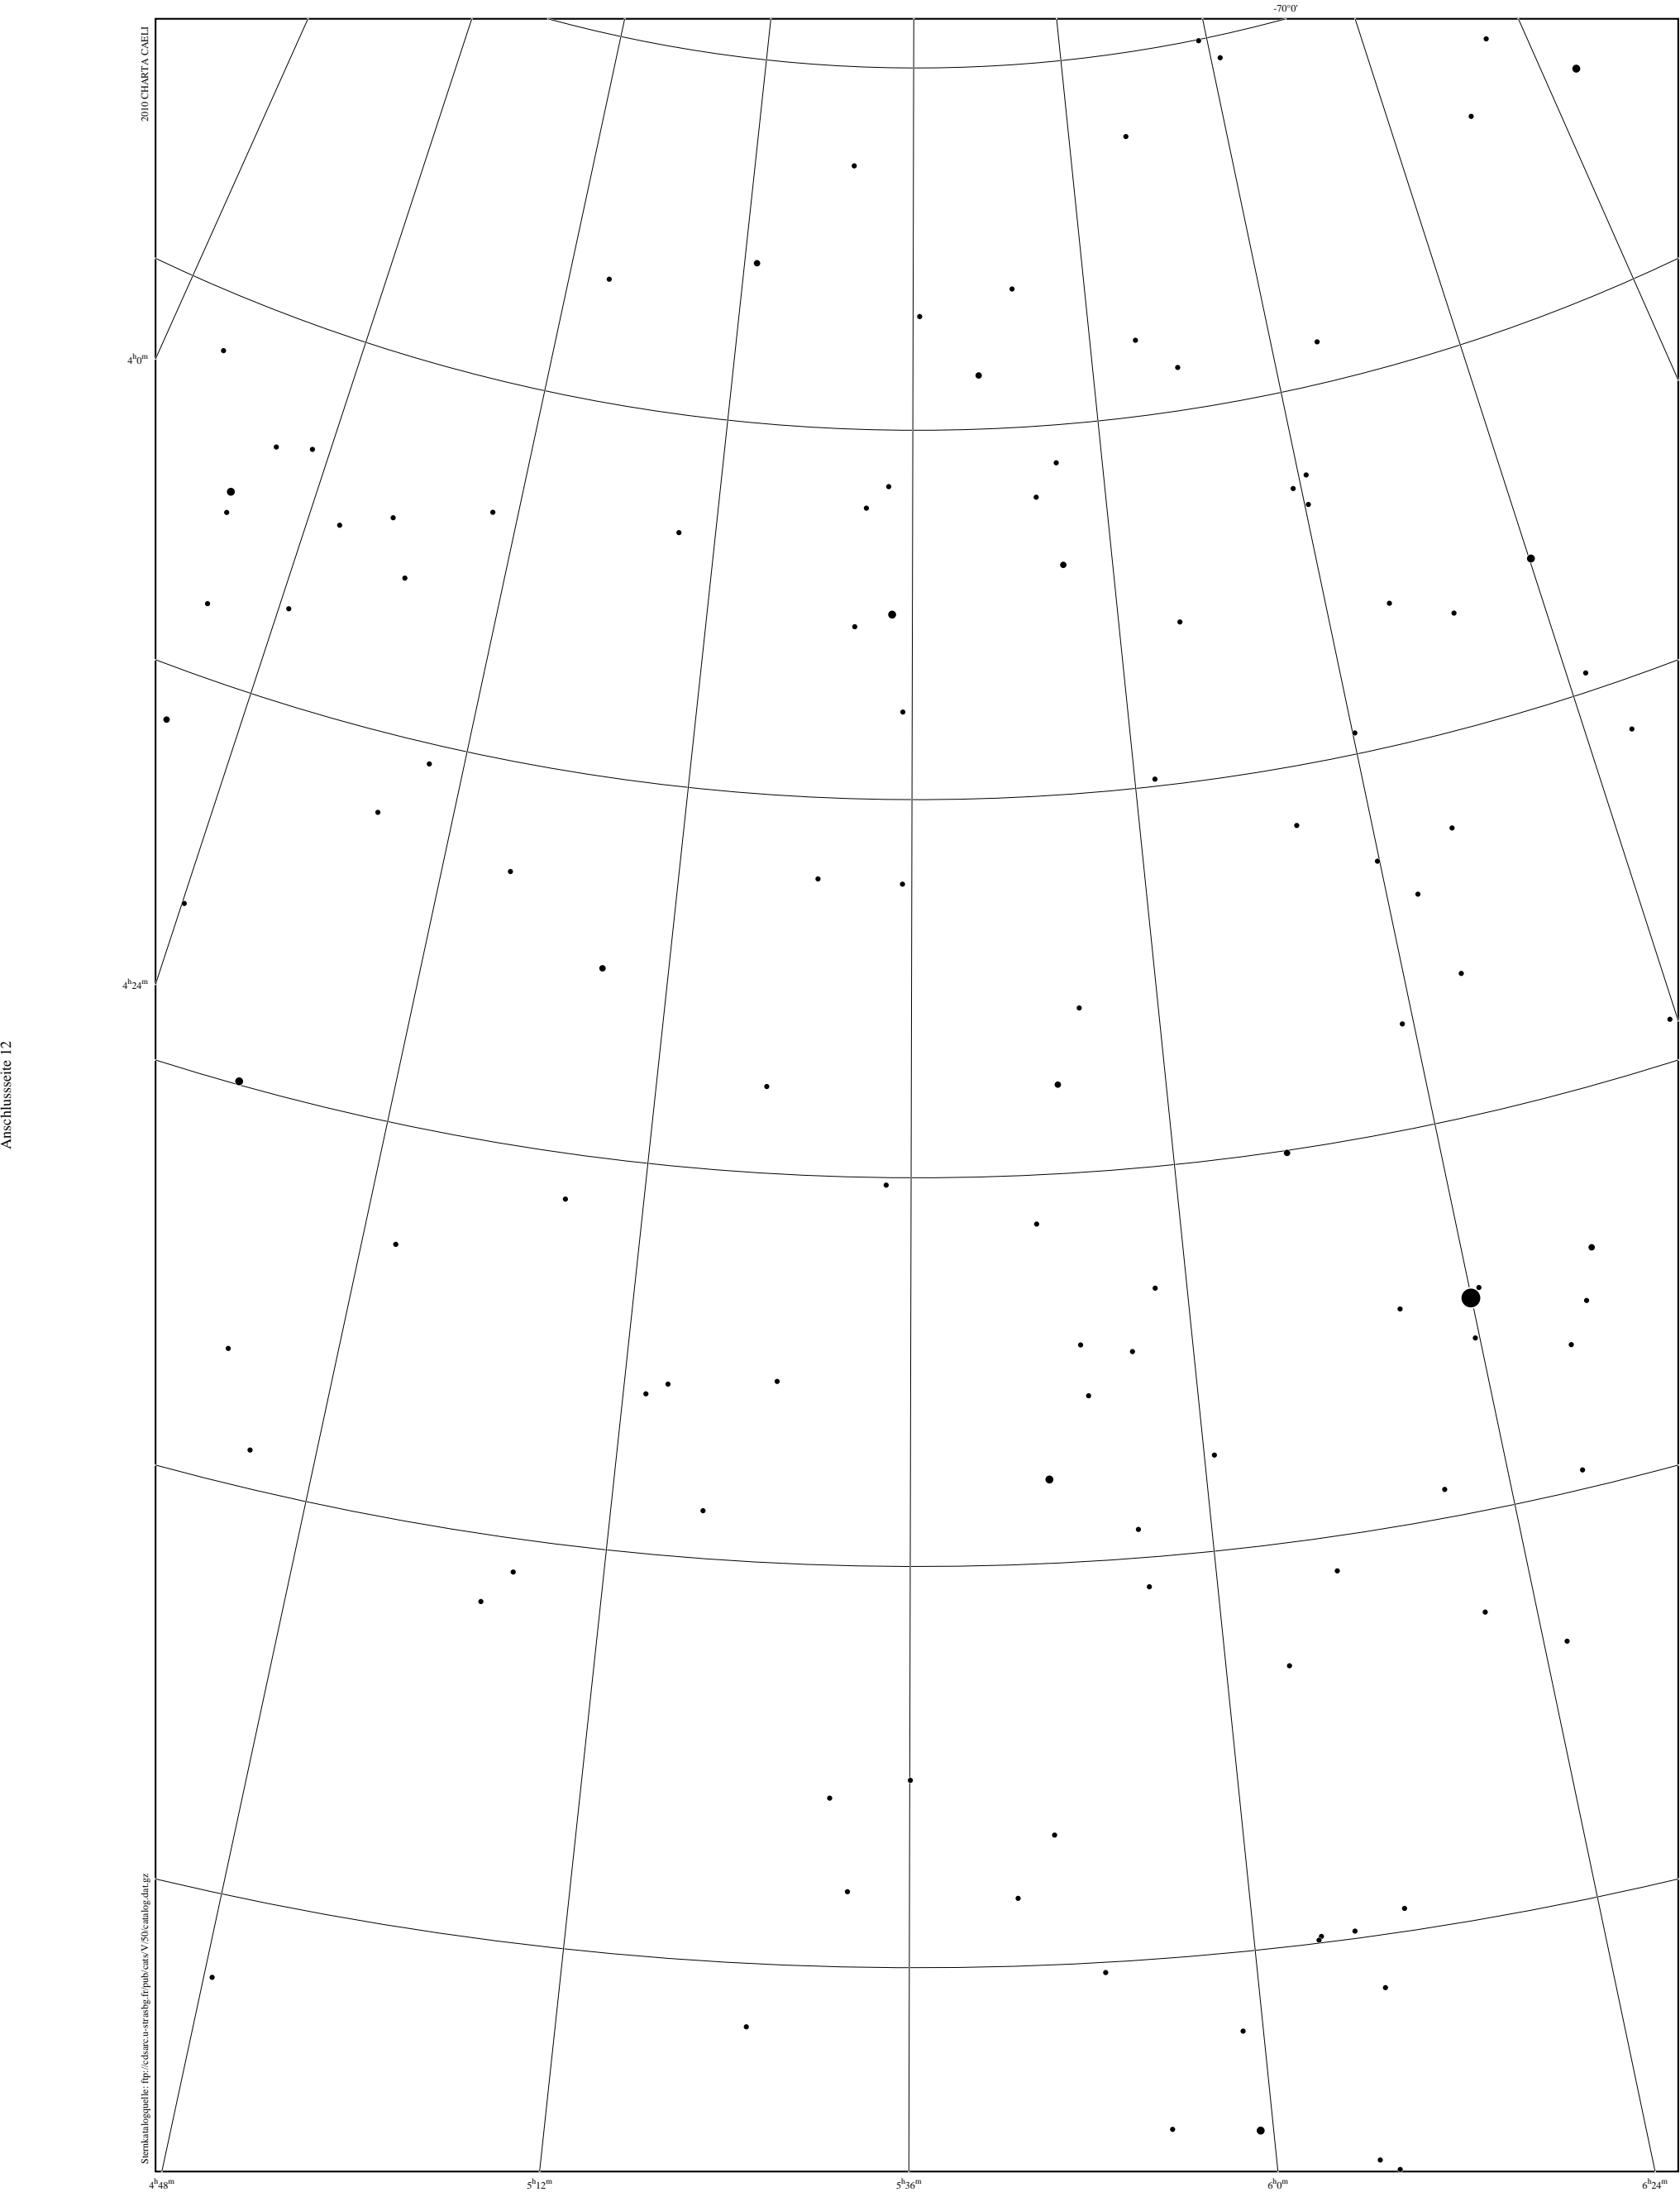 -70°0'
2010 CHARTA CAELI
4h0m
4h24m
Anschlussseite 12
Sternkatalogquelle: ftp://cdsarc.u-strasbg.fr/pub/cats/V/50/catalog.dat.gz
4h48m 5h12m 5h36m 6h0m 6h24m